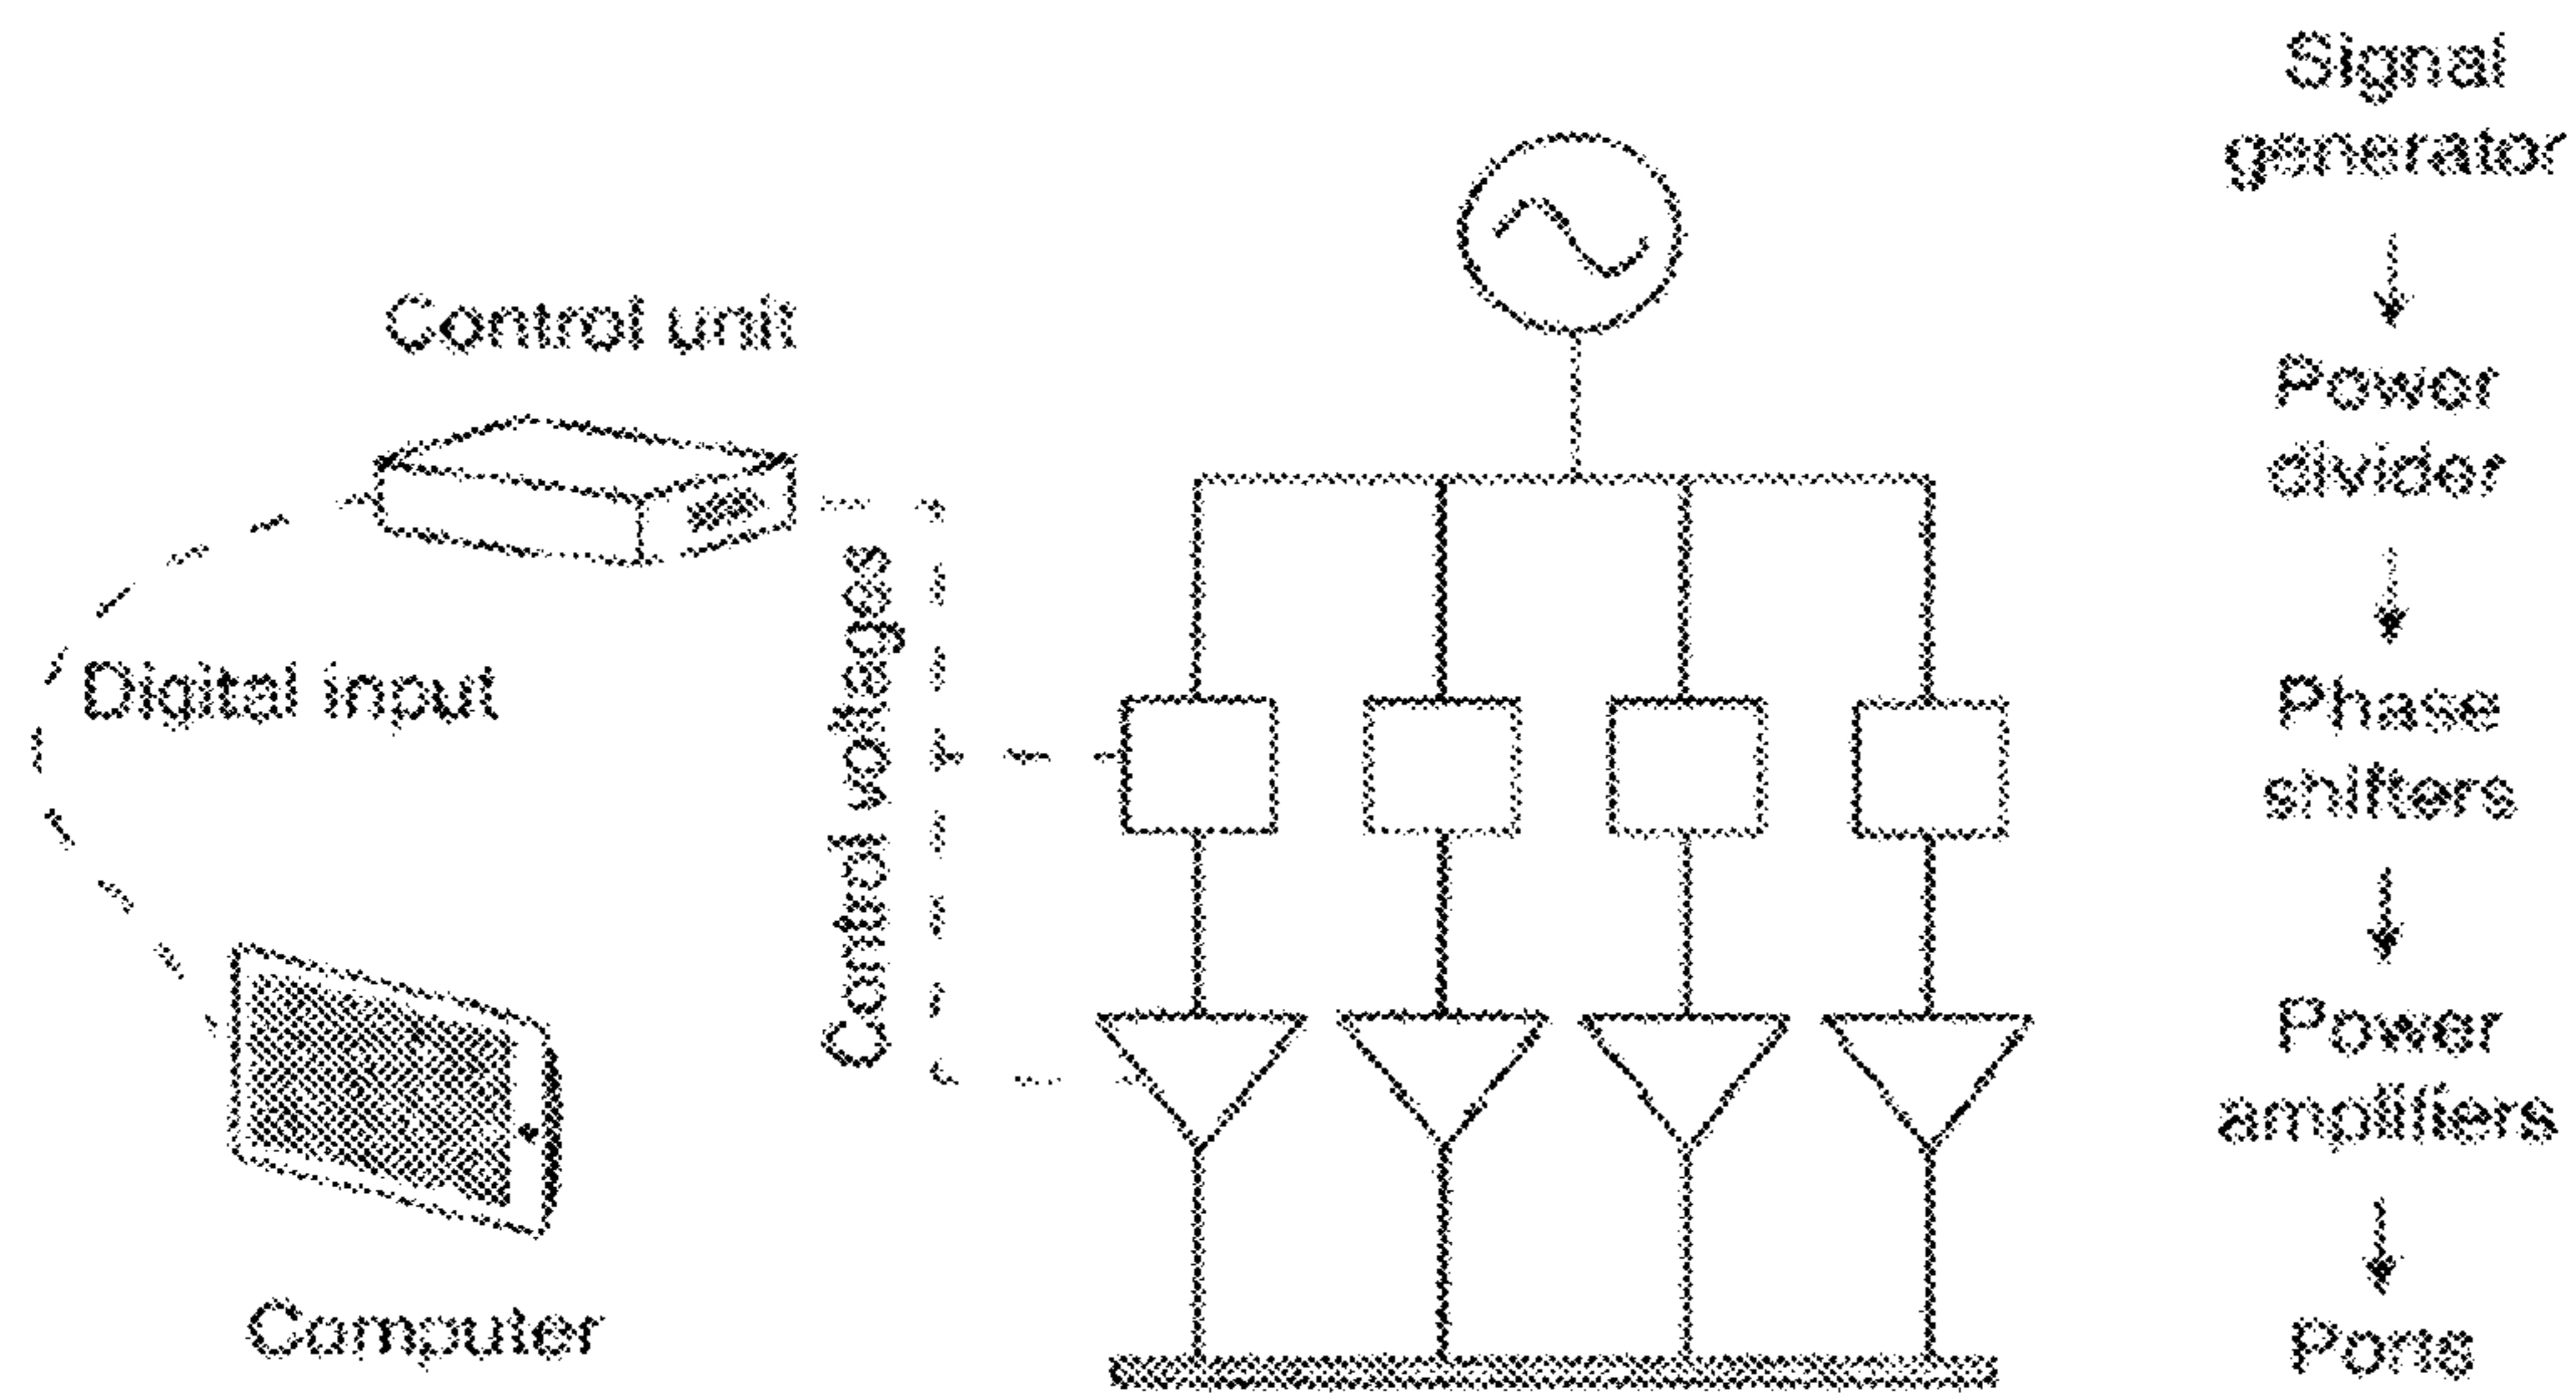 Signal
generator
Control unit
Power
divider
Control voltages
Digital input
Phase
shifters
Power
amplifiers
Computer
Ports